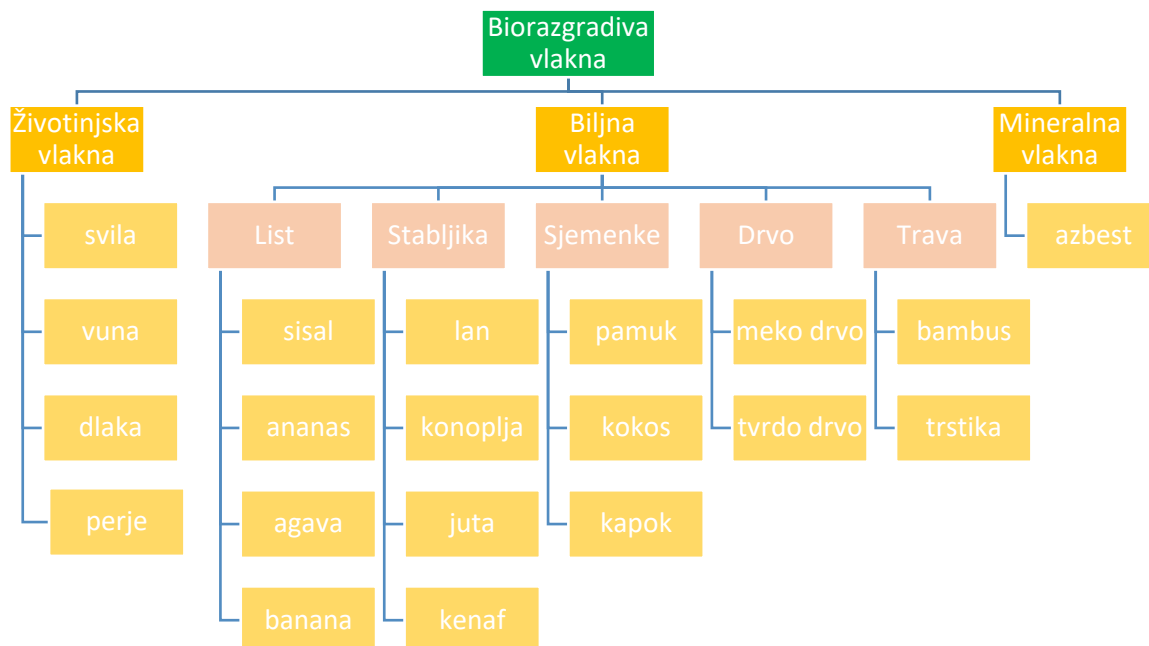 Biorazgradiva
vlakna
Životinjska
vlakna
Biljna
vlakna
Mineralna
vlakna
svila
List
Stabljika
Sjemenke
Drvo
Trava
azbest
vuna
sisal
lan
pamuk
meko drvo
bambus
dlaka
ananas
konoplja
kokos
tvrdo drvo
trstika
perje
agava
juta
kapok
banana
kenaf